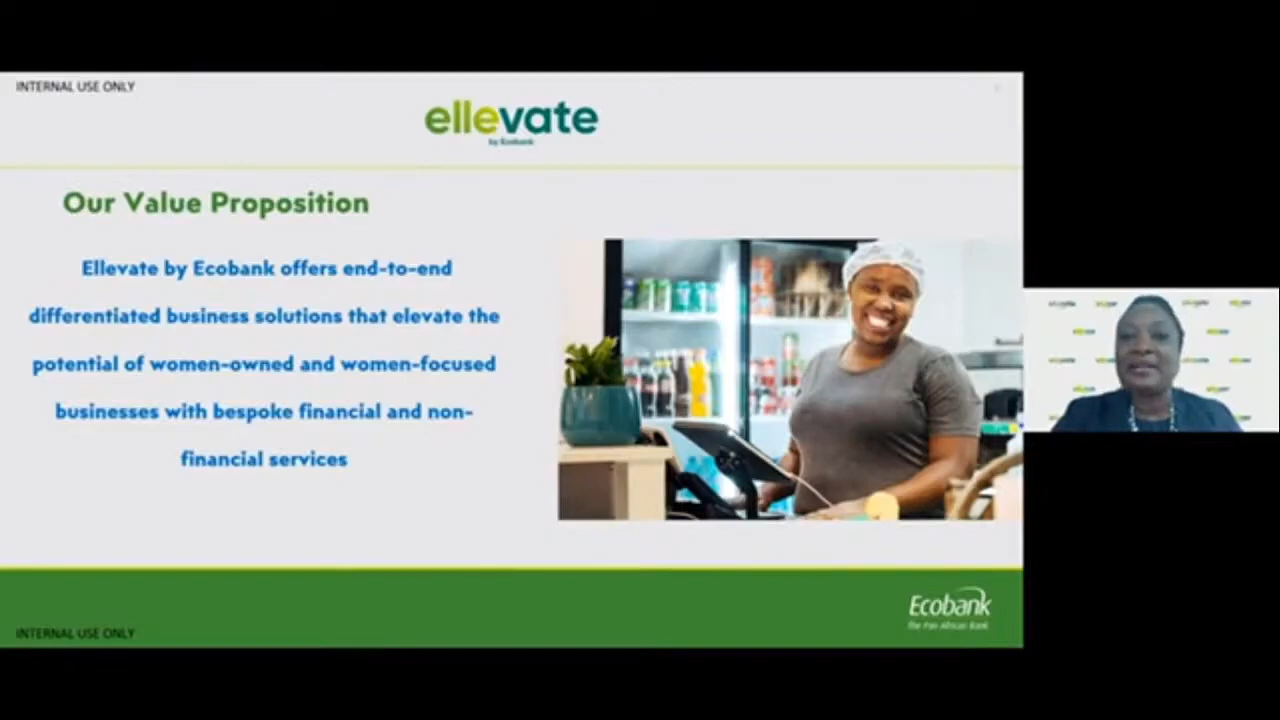 INTERNAL USE ONLY
ellevate
by Ecobank
Our Value Proposition
Ellevate by Ecobank offers end-to-end
differentiated business solutions that elevate the
potential of women-owned and women-focused
businesses with bespoke financial and non-
financial services
Ecobank
The Pan African Bank
INTERNAL USE ONLY